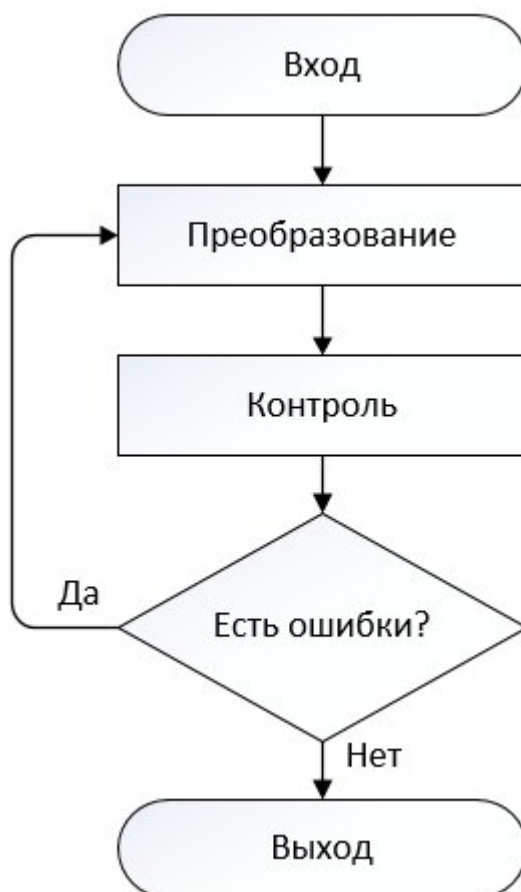 Вход
Преобразование
Контроль
Да
Есть ошибки?
Нет
Выход